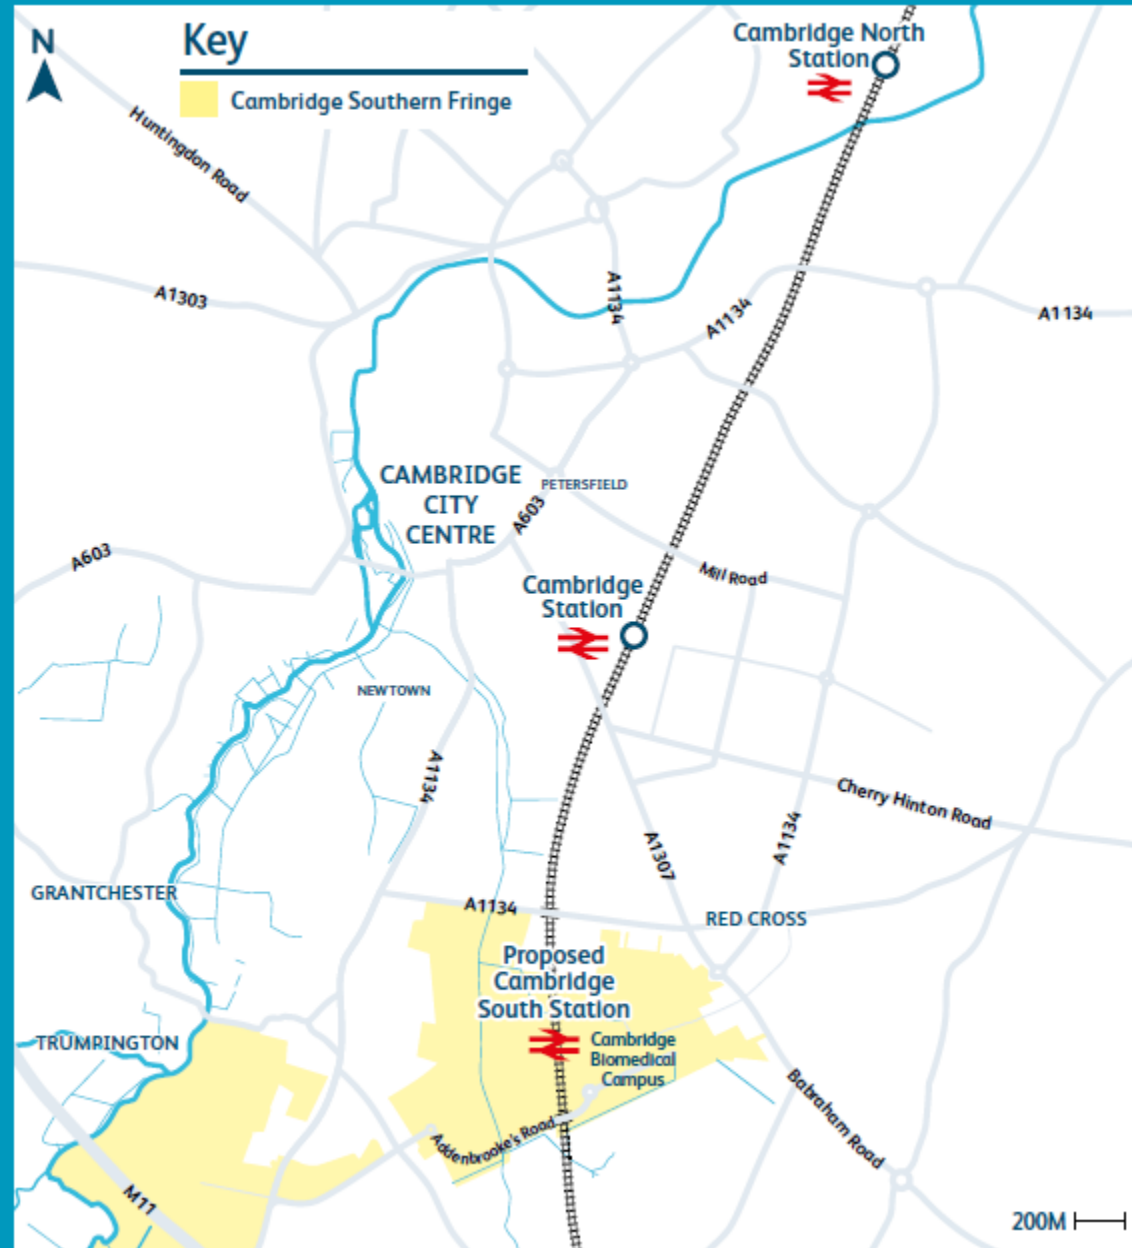 N
Key
Cambridge Southern Fringe
Cambridge North
Station
Huntingdon Road
A1303
A1134
A1134
A1134
CAMBRIDGE
CITY
CENTRE
PETERSFIELD
A603
A603
Mill Road
Cambridge
Station
NEWTOWN
A1134
Cherry Hinton Road
A1134
A1307
GRANTCHESTER
A1134
RED CROSS
Proposed
Cambridge
South Station
Cambridge
Biomedical
Campus
TRUMPINGTON
Addenbrooke's Road
Babraham Road
M11
200M